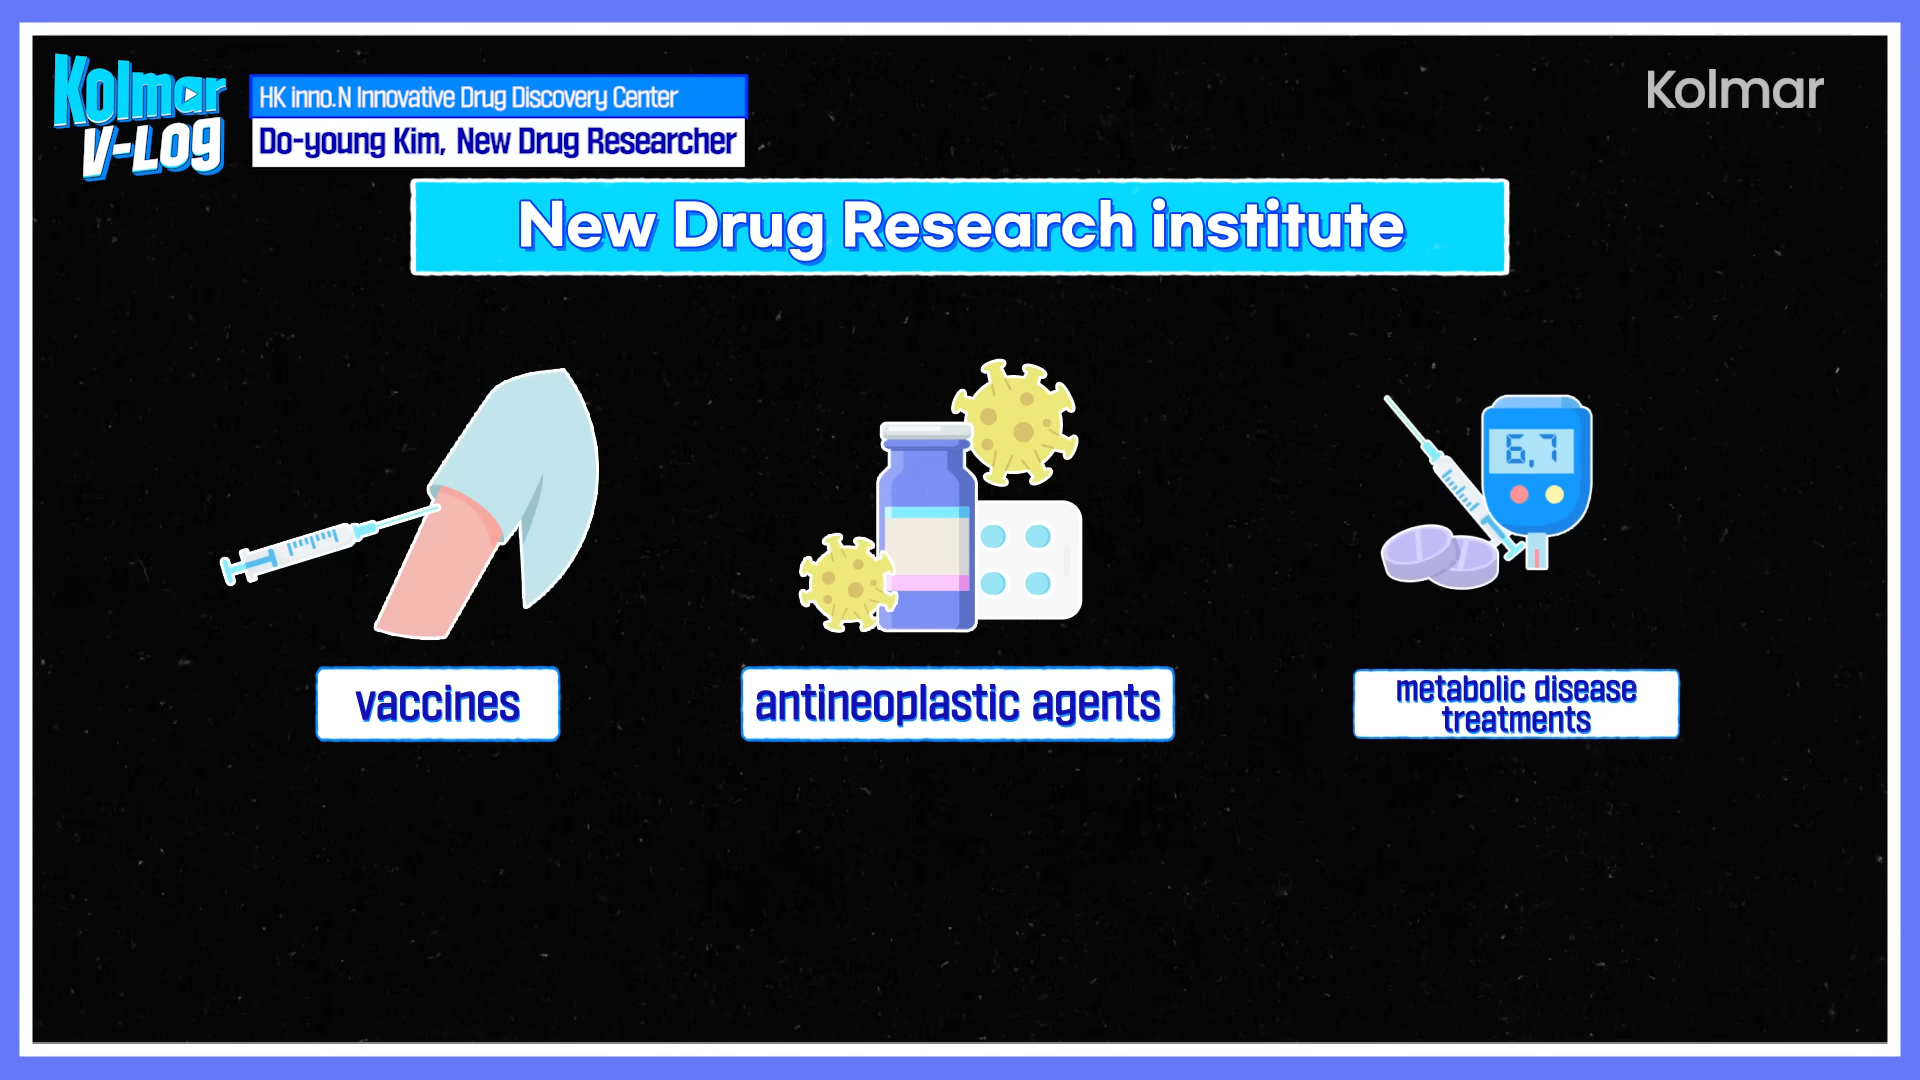 Kolmar
V-Log
HK inno.N Innovative Drug Discovery Center
Do-young Kim, New Drug Researcher
Kolmar
New Drug Research institute
6,7
vaccines
antineoplastic agents
metabolic disease
treatments